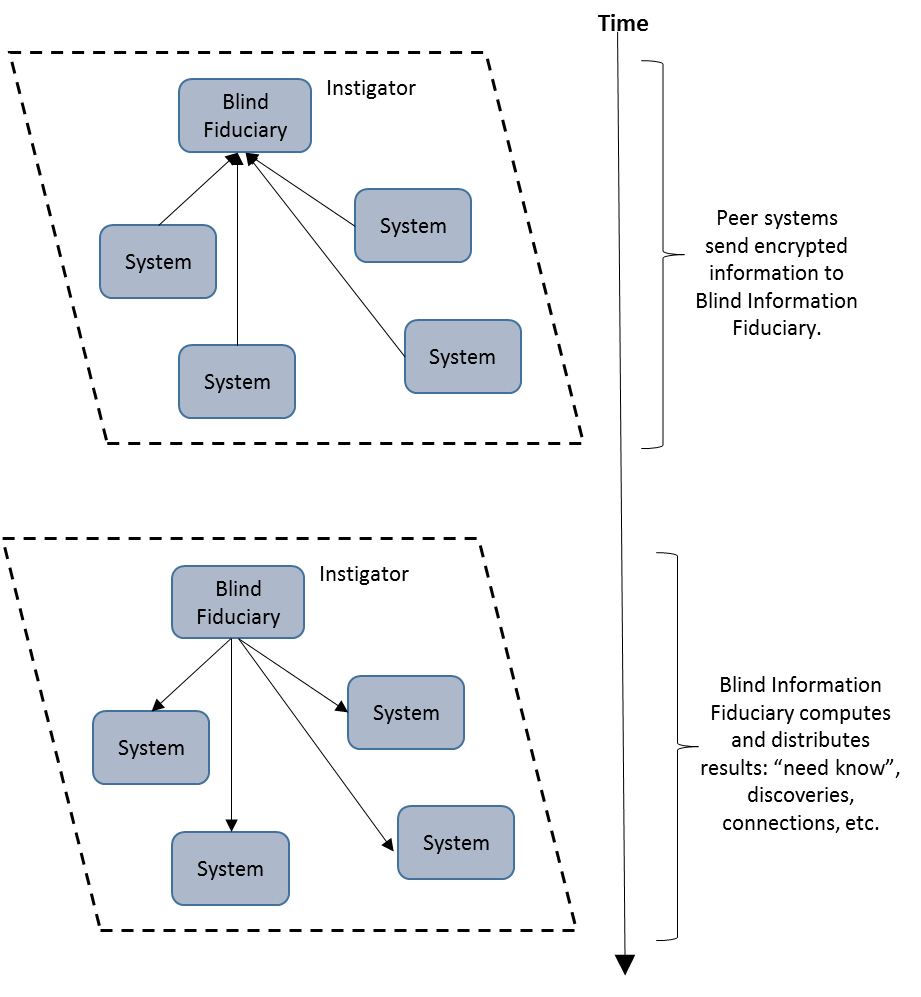 Time
Instigator
Blind
Fiduciary
System
System
System
System
Peer systems
send encrypted
information to
Blind Information
Fiduciary.
Instigator
Blind
Fiduciary
System
System
System
System
Blind Information
Fiduciary computes
and distributes
results: “need know”,
discoveries,
connections, etc.